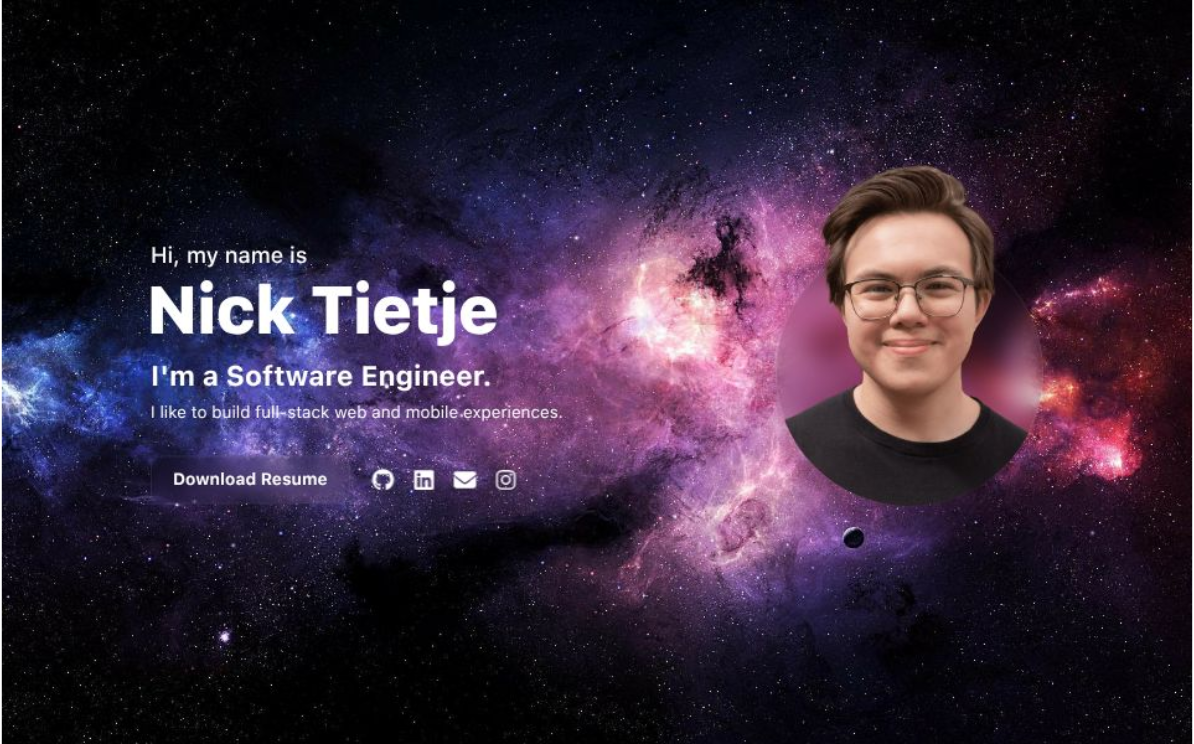 Hi, my name is
Nick Tietje
I'm a Software Engineer.
I like to build full-stack web and mobile experiences.
Download Resume